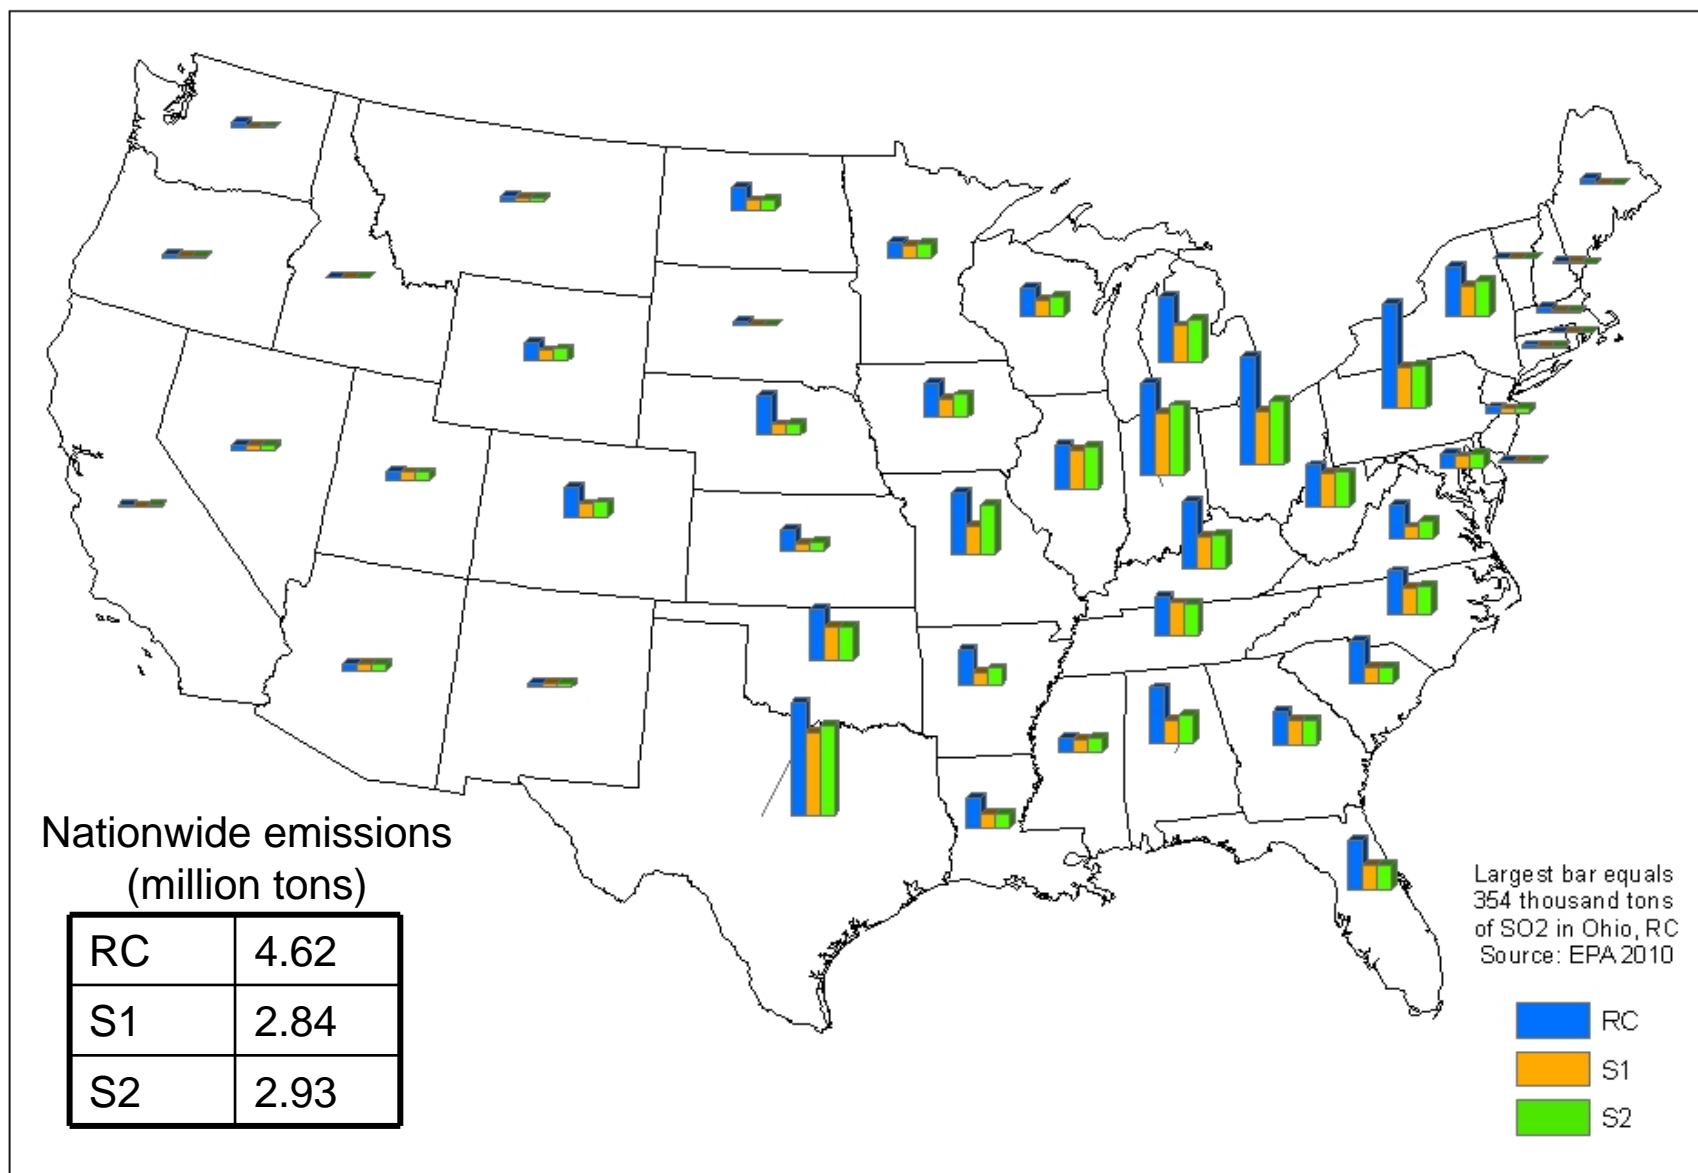 Nationwide emissions
(million tons)
RC 4.62
S1 2.84
S2 2.93
Largest bar equals
354 thousand tons
of SO2 in Ohio, RC
Source: EPA 2010
RC
S1
S2